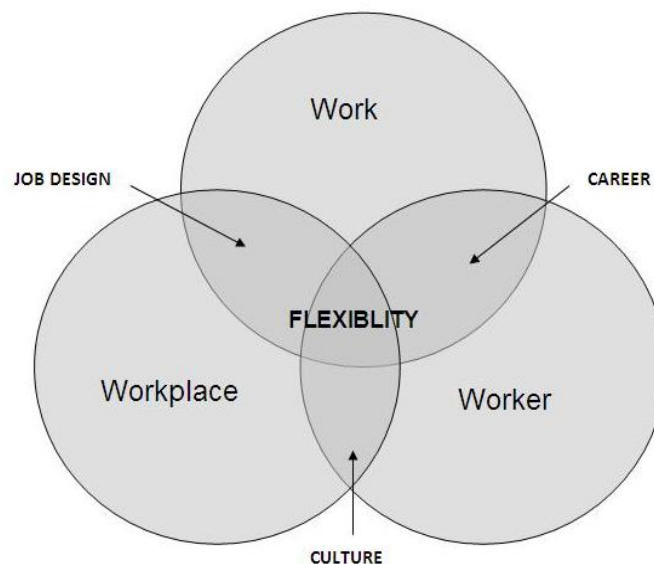 Work
JOB DESIGN
CAREER
FLEXIBLITY
Workplace
Worker
CULTURE